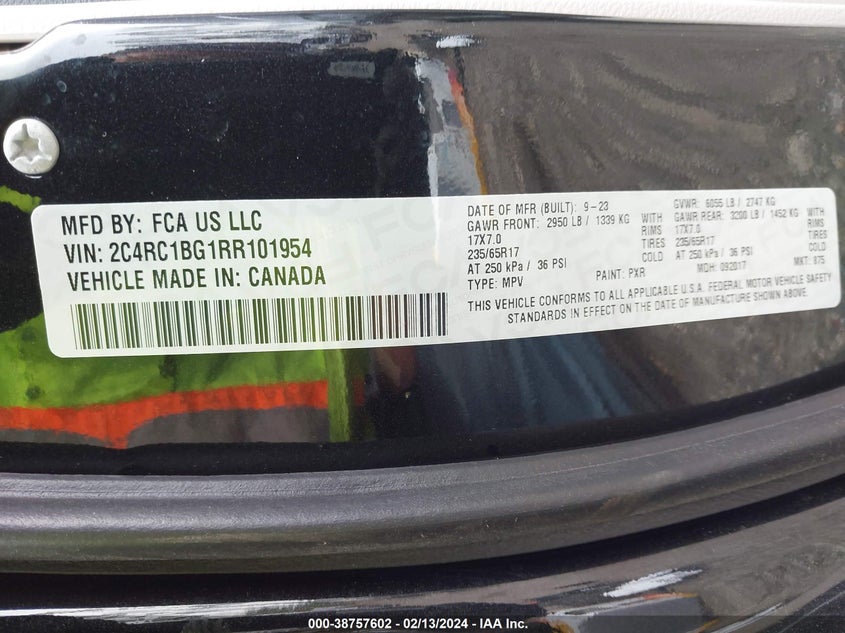 MFD BY: FCA US LLC
VIN: 2C4RC1BG1RR101954
VEHICLE MADE IN: CANADA
DATE OF MFR (BUILT): 9-23 GVWR: 6055 LB / 2747 KG
GAWR FRONT: 2950 LB / 1339 KG GAWR REAR: 3200 LB / 1452 KG
17X7.0 RIMS 17X7.0 RIMS
235/65R17 TIRES 235/65R17 TIRES
AT 250 kPa / 36 PSI AT 250 kPa / 36 PSI
TYPE: MPV PAINT: PXR MDH: 092017 MKT: 875
THIS VEHICLE CONFORMS TO ALL APPLICABLE U.S.A. FEDERAL MOTOR VEHICLE SAFETY
STANDARDS IN EFFECT ON THE DATE OF MANUFACTURE SHOWN ABOVE.
000-38757602 / 02/13/2024 - IAA Inc.